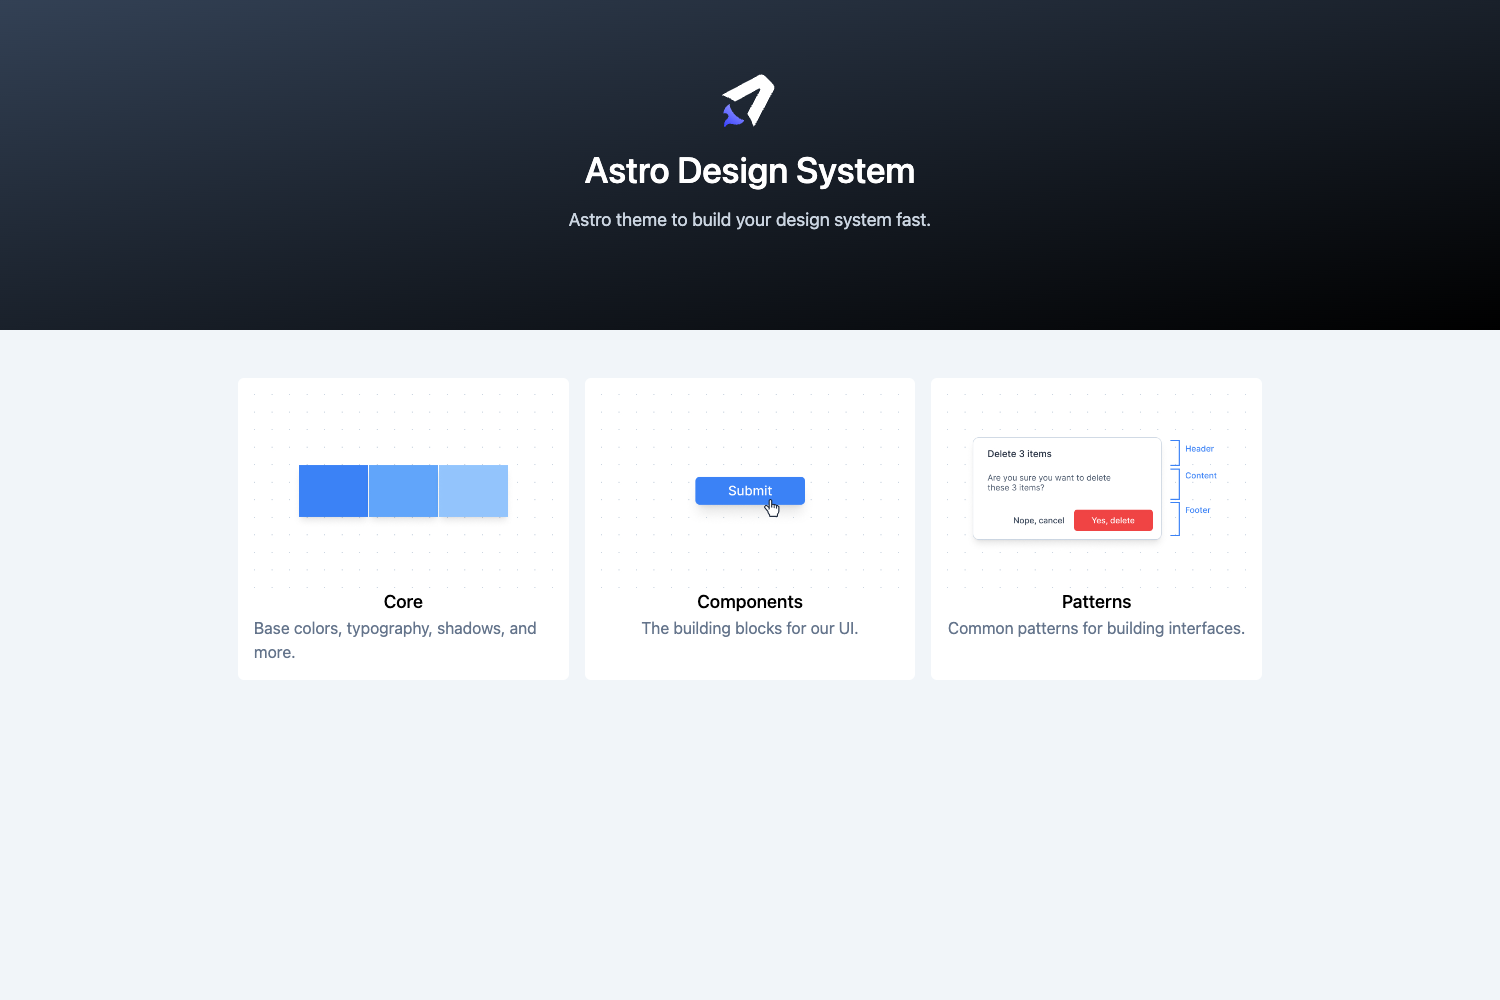 Astro Design System
Astro theme to build your design system fast.
Core
Base colors, typography, shadows, and
more.
Submit
Components
The building blocks for our UI.
Delete 3 items
Are you sure you want to delete
these 3 items?
Nope, cancel
Yes, delete
Header
Content
Footer
Patterns
Common patterns for building interfaces.